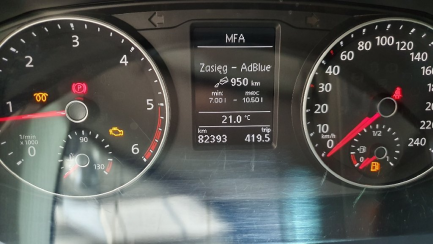 MFA
Zasięg - AdBlue
950 km
min: max:
7.00 l - 10.50 l
21.0 °C
km trip
82393 419.5
1
2
3
4
5
6
0
1/min
x 1000
90
130
0
10
20
30
40
60
80
100
120
140
160
180
200
220
240
km/h
1/2
0
P